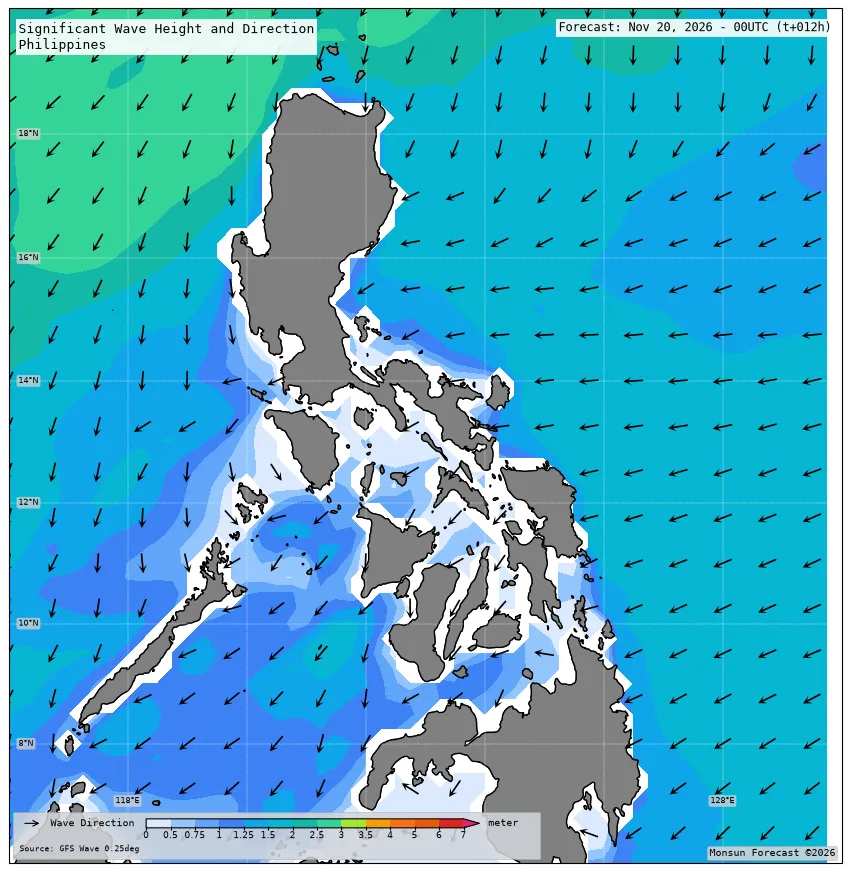 Significant Wave Height and Direction
Philippines
Forecast: Nov 20, 2026 - 00UTC (t+012h)
18°N
16°N
14°N
12°N
10°N
8°N
118°E
128°E
Wave Direction
0 0.5 0.75 1 1.25 1.5 2 2.5 3 3.5 4 5 6 7
meter
Source: GFS Wave 0.25deg
Monsun Forecast ©2026